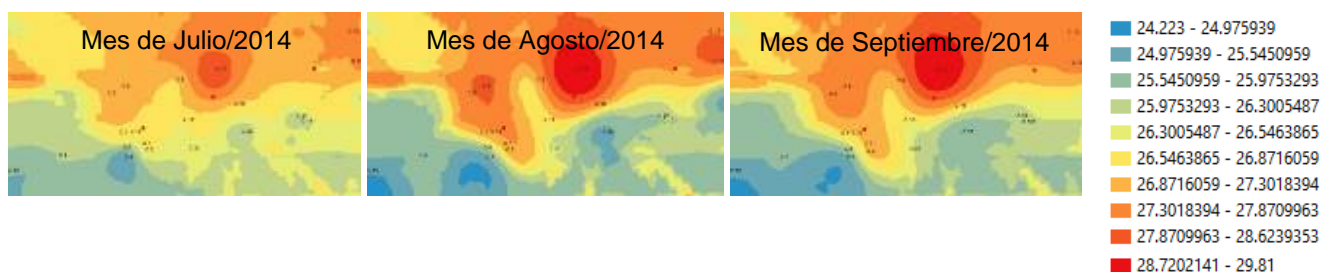 Mes de Julio/2014
Mes de Agosto/2014
Mes de Septiembre/2014
24.223 - 24.975939
24.975939 - 25.5450959
25.5450959 - 25.9753293
25.9753293 - 26.3005487
26.3005487 - 26.5463865
26.5463865 - 26.8716059
26.8716059 - 27.3018394
27.3018394 - 27.8709963
27.8709963 - 28.6239353
28.7202141 - 29.81